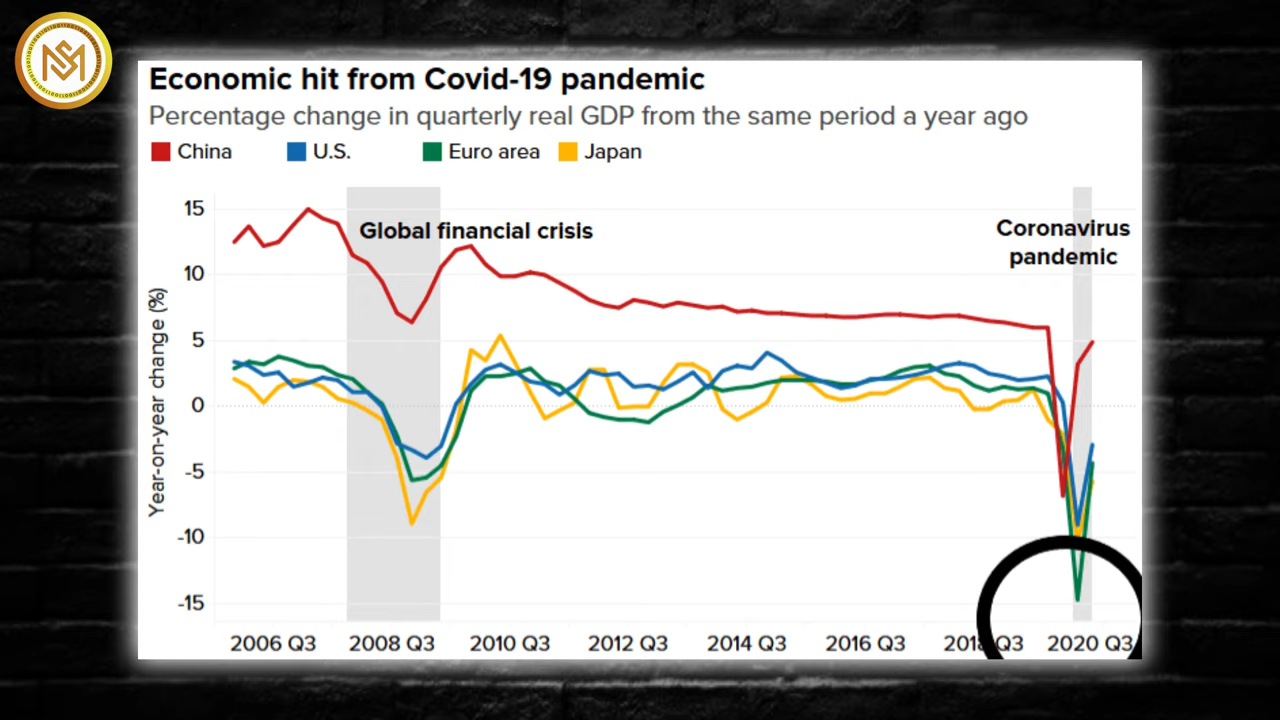 Economic hit from Covid-19 pandemic
Percentage change in quarterly real GDP from the same period a year ago
China U.S. Euro area Japan
Year-on-year change (%)
15
10
5
0
-5
-10
-15
Global financial crisis
Coronavirus
pandemic
2006 Q3 2008 Q3 2010 Q3 2012 Q3 2014 Q3 2016 Q3 2018 Q3 2020 Q3